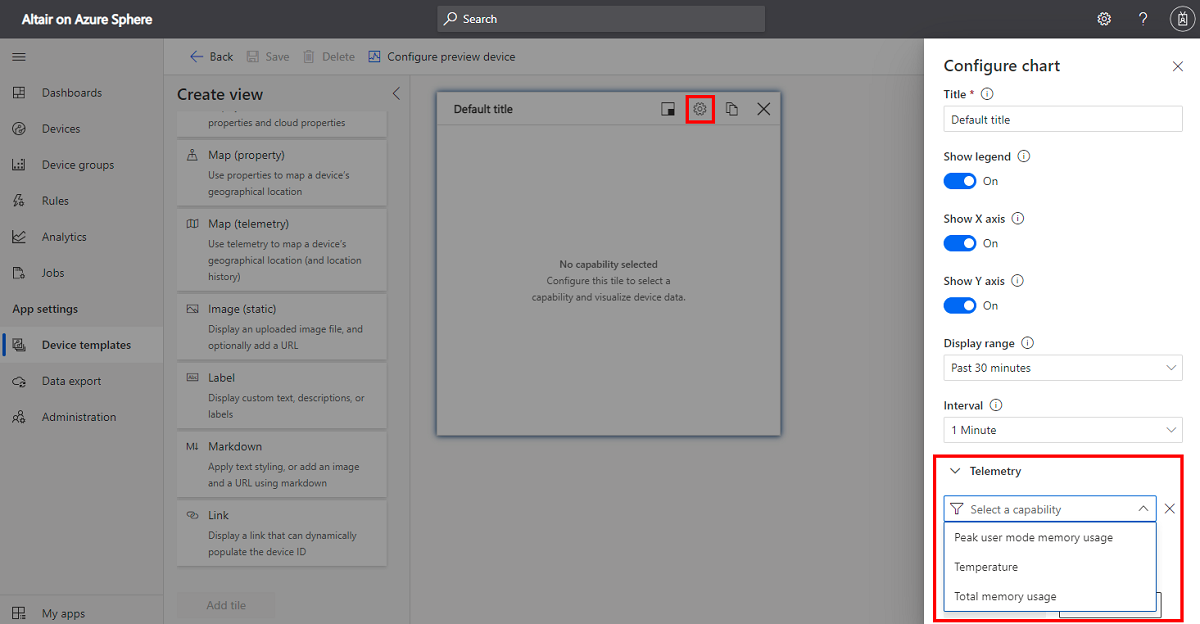 Altair on Azure Sphere
Search
Back
Save
Delete
Configure preview device
Dashboards
Devices
Device groups
Rules
Analytics
Jobs
App settings
Device templates
Data export
Administration
My apps
Create view
properties and cloud properties
Map (property)
Use properties to map a device's
geographical location
Map (telemetry)
Use telemetry to map a device's
geographical location (and location
history)
Image (static)
Display an uploaded image file, and
optionally add a URL
Label
Display custom text, descriptions, or
labels
Markdown
Apply text styling, or add an image
and a URL using markdown
Link
Display a link that can dynamically
populate the device ID
Add tile
Default title
No capability selected
Configure this tile to select a
capability and visualize device data.
Configure chart
Title *
Default title
Show legend
On
Show X axis
On
Show Y axis
On
Display range
Past 30 minutes
Interval
1 Minute
Telemetry
Select a capability
Peak user mode memory usage
Temperature
Total memory usage